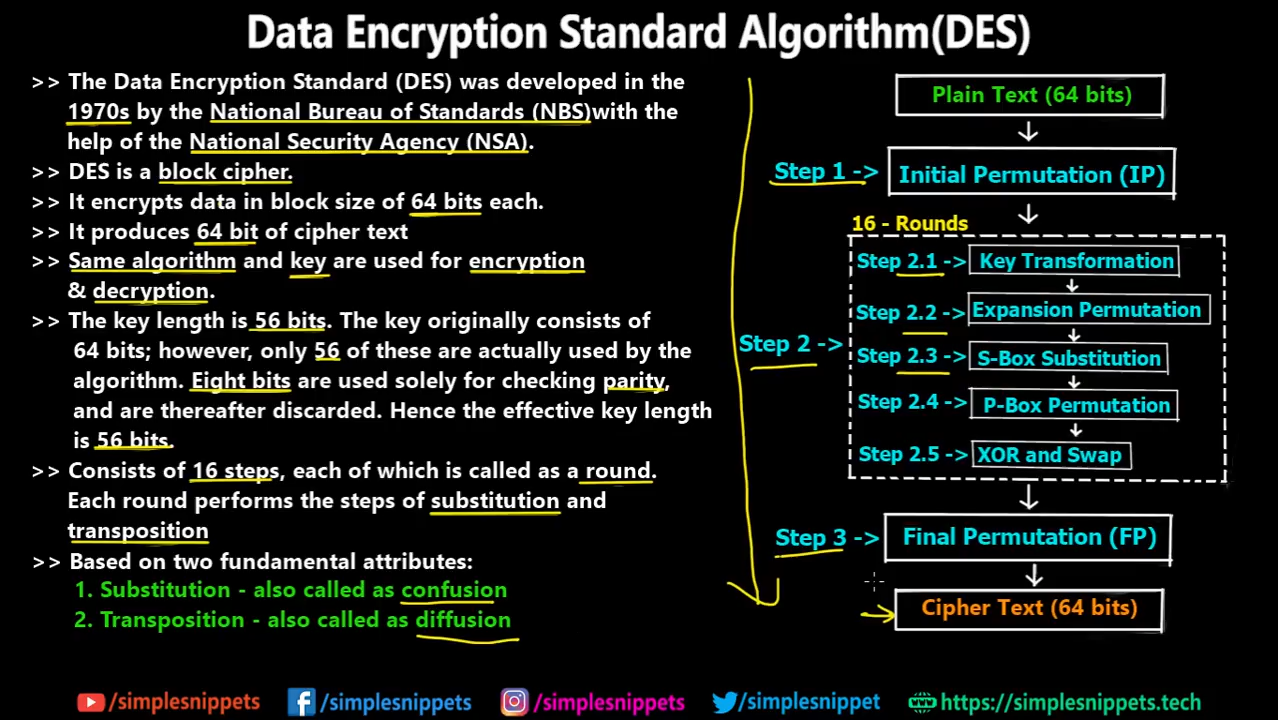 Data Encryption Standard Algorithm(DES)
>> The Data Encryption Standard (DES) was developed in the
1970s by the National Bureau of Standards (NBS)with the
help of the National Security Agency (NSA).
>> DES is a block cipher.
>> It encrypts data in block size of 64 bits each.
>> It produces 64 bit of cipher text
>> Same algorithm and key are used for encryption
& decryption.
>> The key length is 56 bits. The key originally consists of
64 bits; however, only 56 of these are actually used by the
algorithm. Eight bits are used solely for checking parity,
and are thereafter discarded. Hence the effective key length
is 56 bits.
>> Consists of 16 steps, each of which is called as a round.
Each round performs the steps of substitution and
transposition
>> Based on two fundamental attributes:
1. Substitution - also called as confusion
2. Transposition - also called as diffusion
Plain Text (64 bits)
Step 1 -> Initial Permutation (IP)
16 - Rounds
Step 2 ->
Step 2.1 -> Key Transformation
Step 2.2 -> Expansion Permutation
Step 2.3 -> S-Box Substitution
Step 2.4 -> P-Box Permutation
Step 2.5 -> XOR and Swap
Step 3 -> Final Permutation (FP)
Cipher Text (64 bits)
/simplesnippets /simplesnippets /simplesnippets /simplesnippet https://simplesnippets.tech